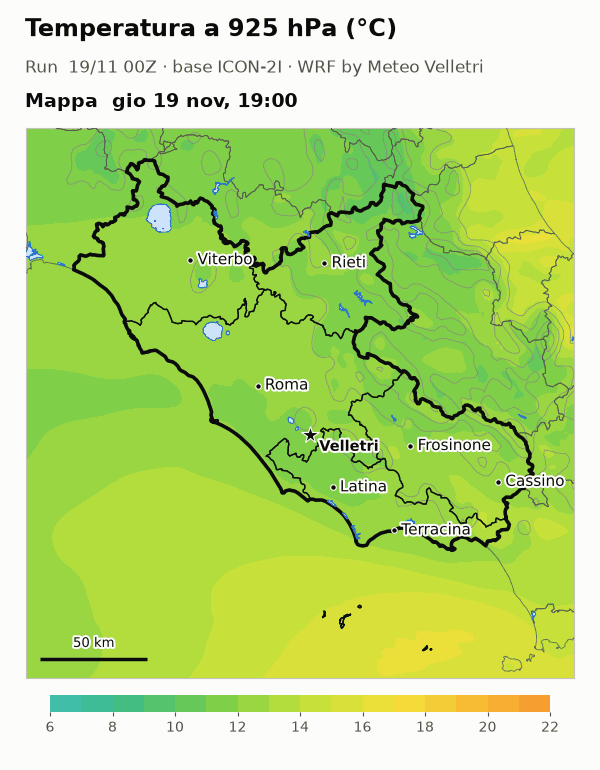 Temperatura a 925 hPa (°C)
Run  19/11 00Z · base ICON-2I · WRF by Meteo Velletri
Mappa  gio 19 nov, 19:00
Viterbo
Rieti
Roma
Velletri
Frosinone
Latina
Cassino
Terracina
50 km
6 8 10 12 14 16 18 20 22